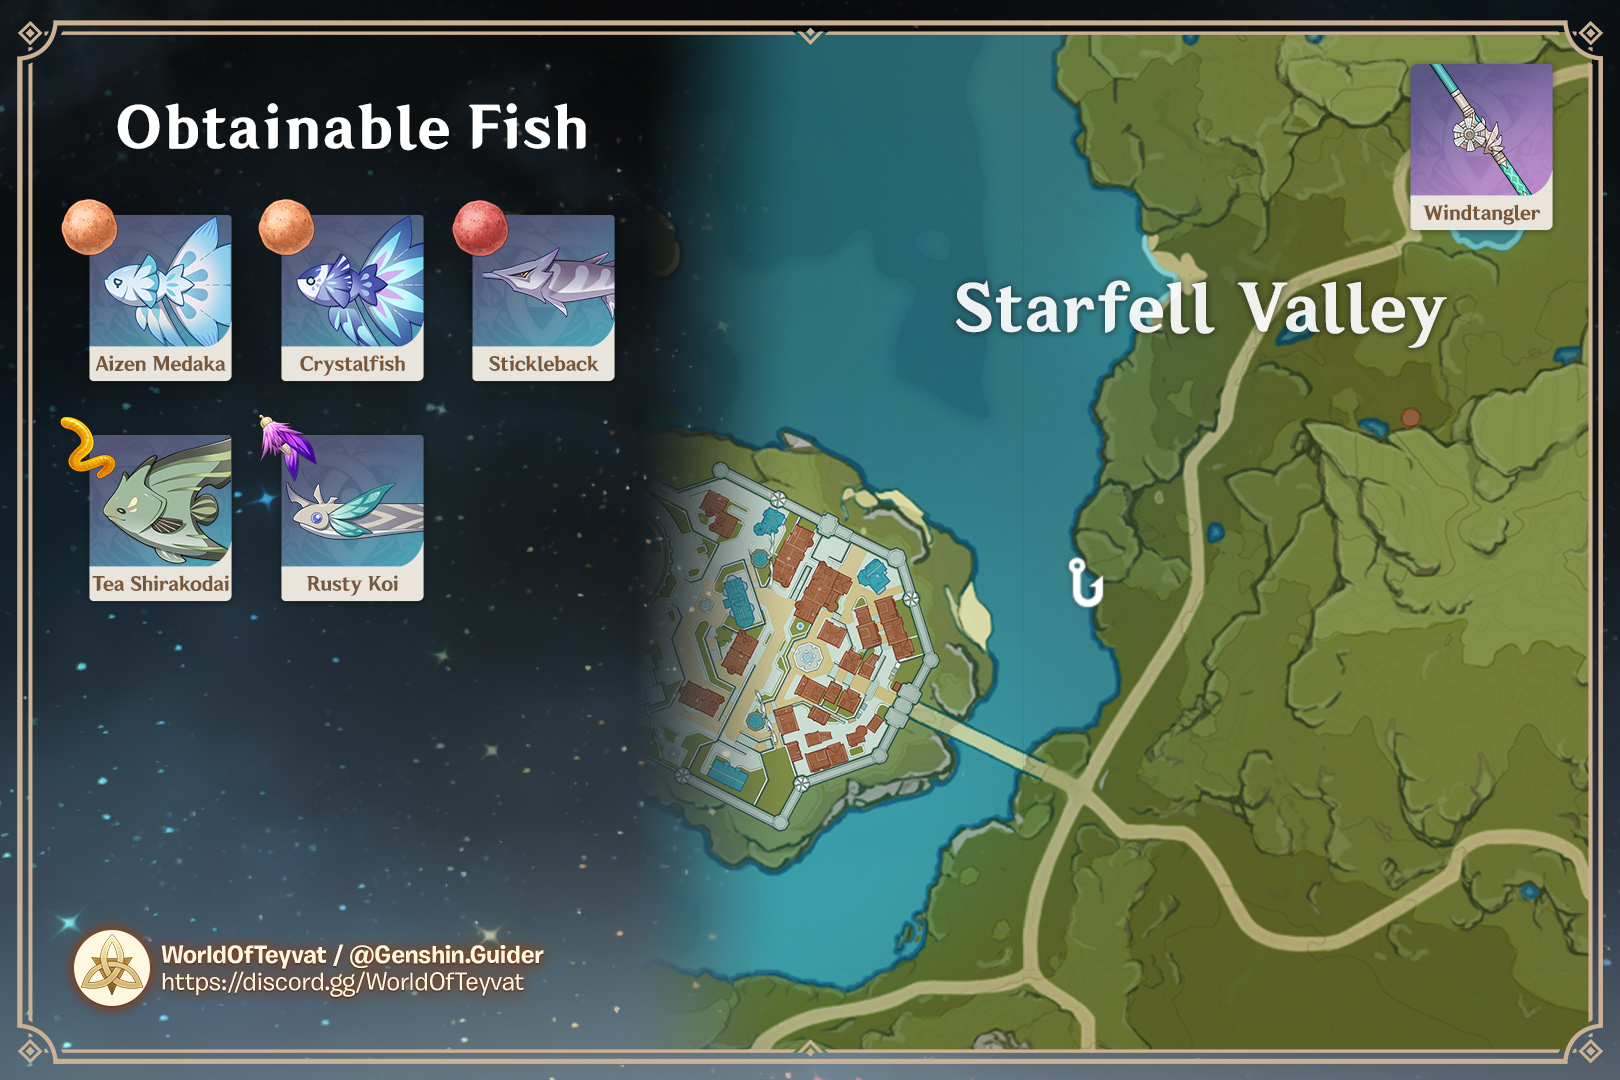 Obtainable Fish
Aizen Medaka
Crystalfish
Stickleback
Tea Shirakodai
Rusty Koi
Starfell Valley
Windtangler
WorldOfTeyvat / @Genshin.Guider
https://discord.gg/WorldOfTeyvat